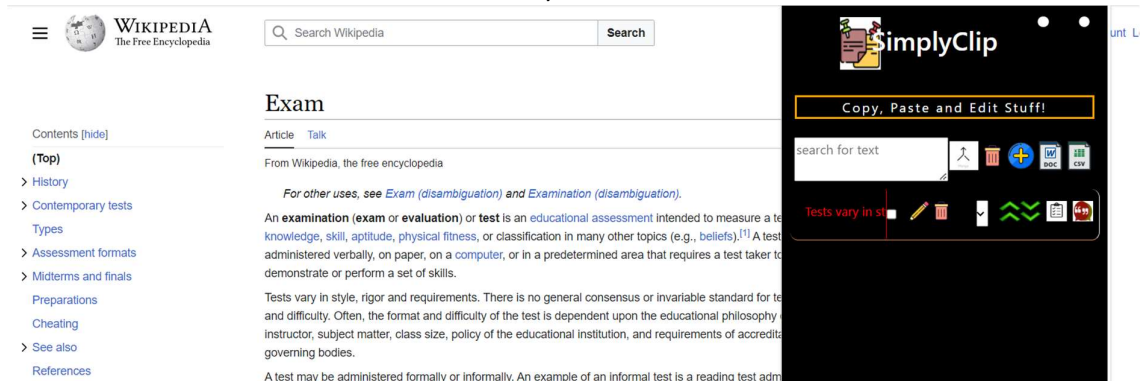 WIKIPEDIA
The Free Encyclopedia
Search Wikipedia
Search
Exam
Article Talk
From Wikipedia, the free encyclopedia
For other uses, see Exam (disambiguation) and Examination (disambiguation).
An examination (exam or evaluation) or test is an educational assessment intended to measure a te
knowledge, skill, aptitude, physical fitness, or classification in many other topics (e.g., beliefs).[1] A test
administered verbally, on paper, on a computer, or in a predetermined area that requires a test taker to
demonstrate or perform a set of skills.
Tests vary in style, rigor and requirements. There is no general consensus or invariable standard for te
and difficulty. Often, the format and difficulty of the test is dependent upon the educational philosophy
instructor, subject matter, class size, policy of the educational institution, and requirements of accredita
governing bodies.
A test may be administered formally or informally. An example of an informal test is a reading test adm
Contents [hide]
(Top)
History
Contemporary tests
Types
Assessment formats
Midterms and finals
Preparations
Cheating
See also
References
SimplyClip
Copy, Paste and Edit Stuff!
search for text
DOC
CSV
Tests vary in st
unt L